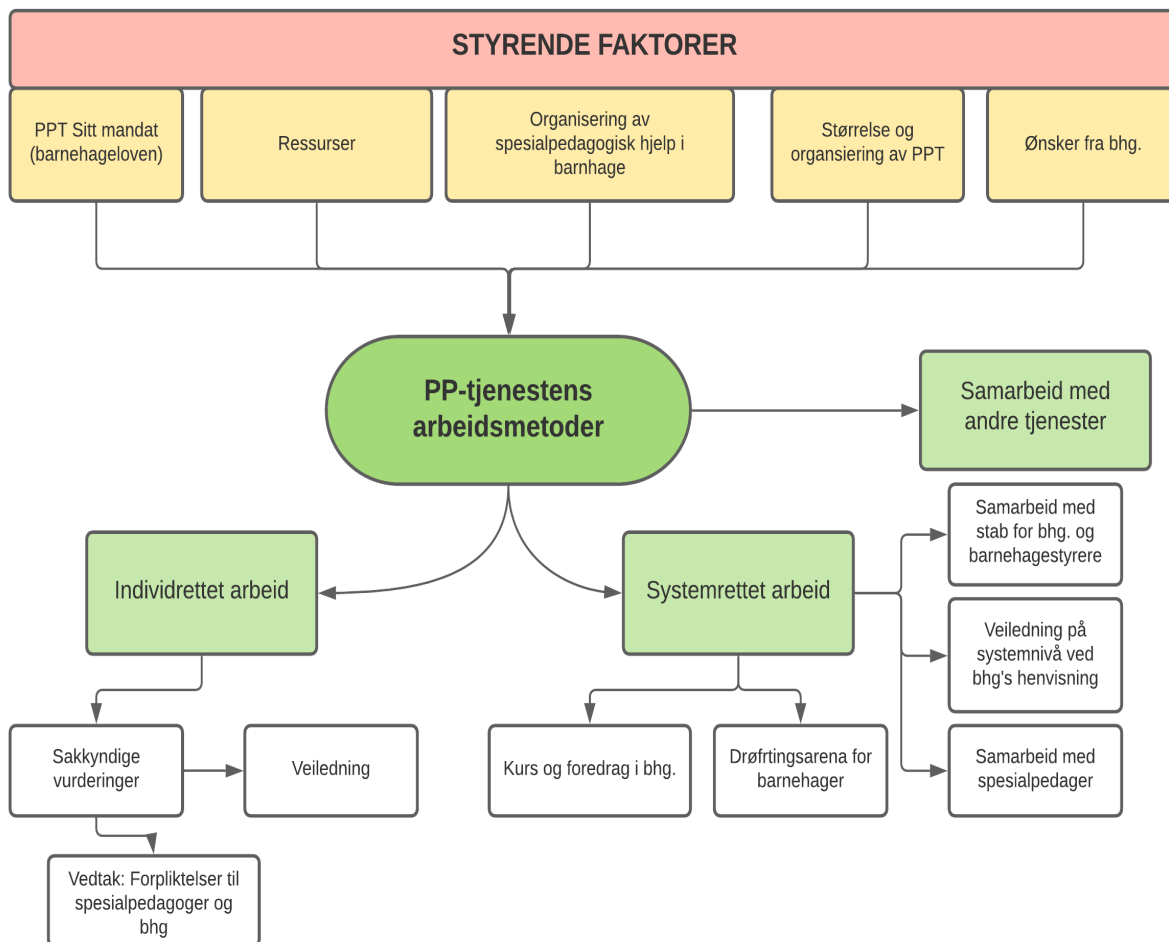 STYRENDE FAKTORER
PPT Sitt mandat
(barnehageloven)
Ressurser
Organisering av
spesialpedagogisk hjelp i
barnhage
Størrelse og
organsiering av PPT
Ønsker fra bhg.
PP-tjenestens
arbeidsmetoder
Samarbeid med
andre tjenester
Individrettet arbeid
Systemrettet arbeid
Samarbeid med
stab for bhg. og
barnehagestyrere
Veiledning på
systemnivå ved
bhg's henvisning
Samarbeid med
spesialpedager
Sakkyndige
vurderinger
Veiledning
Kurs og foredrag i bhg.
Drøfrtingsarena for
barnehager
Vedtak: Forpliktelser til
spesialpedagoger og
bhg